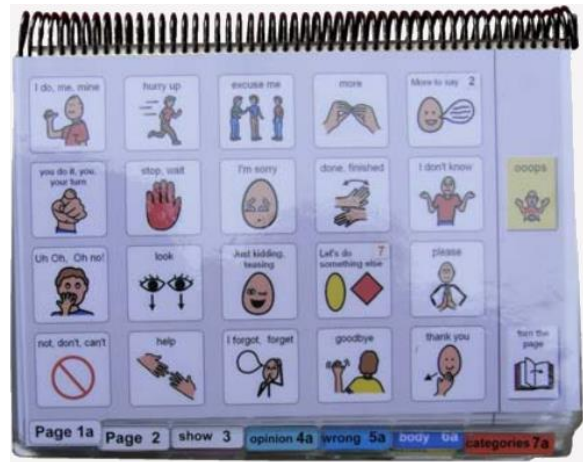 I do, me, mine
hurry up
excuse me
more
More to say 2
you do it, you,
your turn
stop, wait
I'm sorry
done, finished
I don't know
ooops
Uh Oh, Oh no!
look
Just kidding,
teasing
Let's do 7
something else
please
not, don't, can't
help
I forgot, forget
goodbye
thank you
turn the
page
Page 1a
Page 2
show 3
opinion 4a
wrong 5a
body 6a
categories 7a